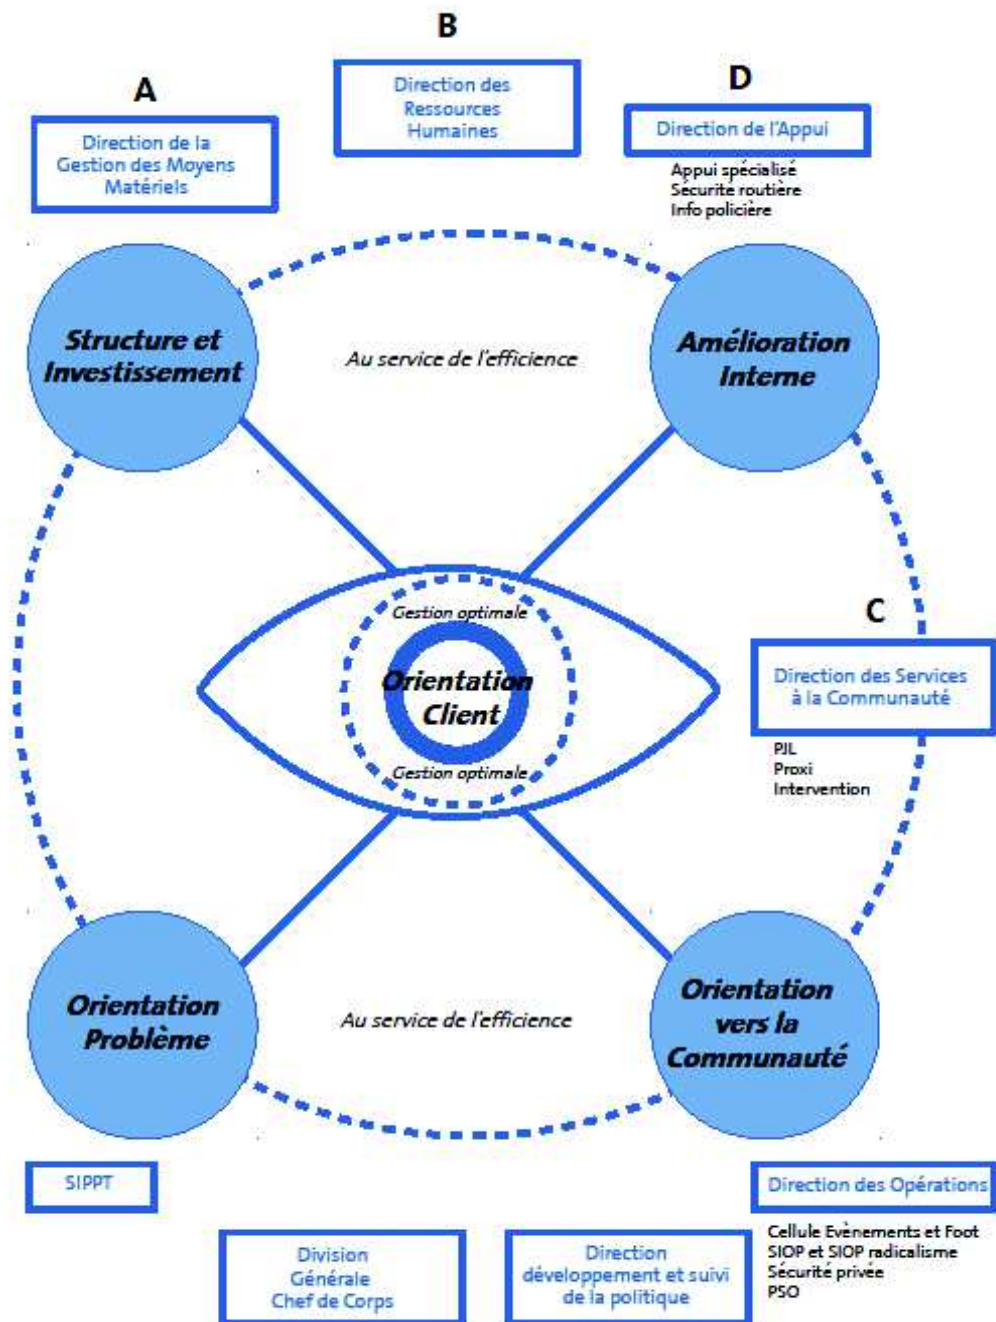 B
A
D
Direction des
Ressources
Humaines
Direction de la
Gestion des Moyens
Matériels
Direction de l'Appui
Appui spécialisé
Sécurite routière
Info policière
Structure et
Investissement
Au service de l'efficience
Amélioration
Interne
Gestion optimale
Orientation
Client
Gestion optimale
C
Direction des Services
à la Communauté
PJL
Proxi
Intervention
Orientation
Problème
Au service de l'efficience
Orientation
vers la
Communauté
SIPPT
Division
Générale
Chef de Corps
Direction
développement et suivi
de la politique
Direction des Opérations
Cellule Evènements et Foot
SIOP et SIOP radicalisme
Sécurité privée
PSO